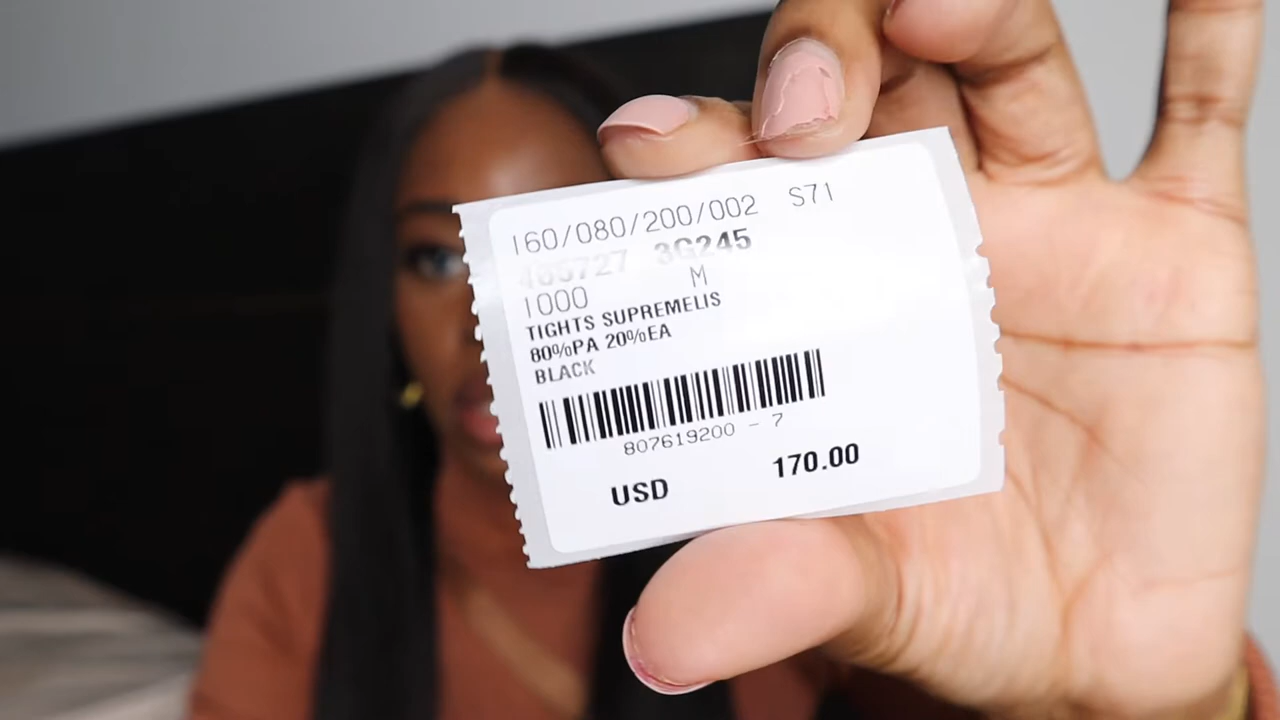 160/080/200/002 S71
465727 3G245
1000 M
TIGHTS SUPREMELIS
80%PA 20%EA
BLACK
807619200 - 7
USD 170.00